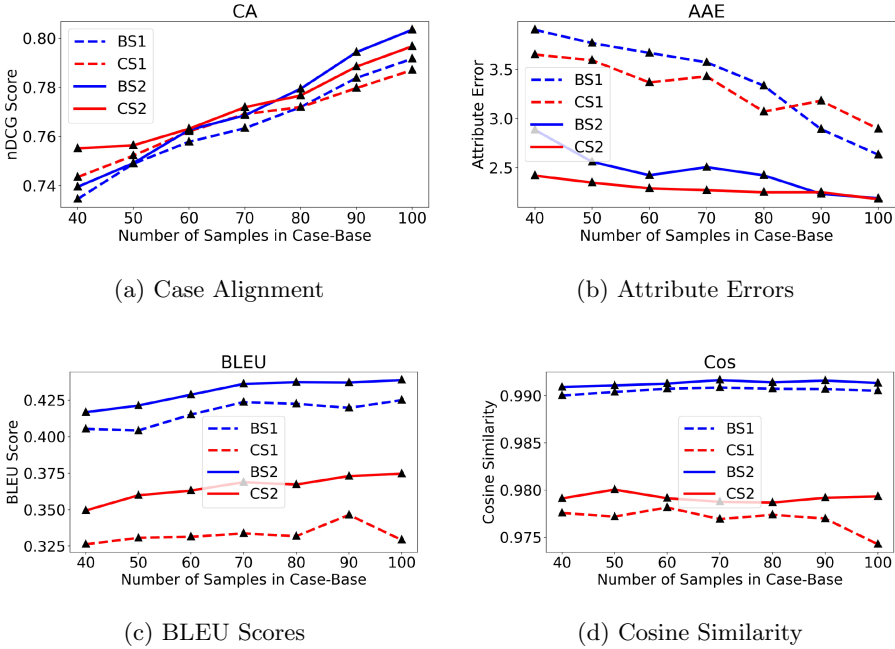 CA
nDCG Score
0.80
0.78
0.76
0.74
BS1
CS1
BS2
CS2
40 50 60 70 80 90 100
Number of Samples in Case-Base
(a) Case Alignment
AAE
Attribute Error
3.5
3.0
2.5
BS1
CS1
BS2
CS2
40 50 60 70 80 90 100
Number of Samples in Case-Base
(b) Attribute Errors
BLEU
BLEU Score
0.425
0.400
0.375
0.350
0.325
BS1
CS1
BS2
CS2
40 50 60 70 80 90 100
Number of Samples in Case-Base
(c) BLEU Scores
Cos
Cosine Similarity
0.990
0.985
0.980
0.975
BS1
CS1
BS2
CS2
40 50 60 70 80 90 100
Number of Samples in Case-Base
(d) Cosine Similarity